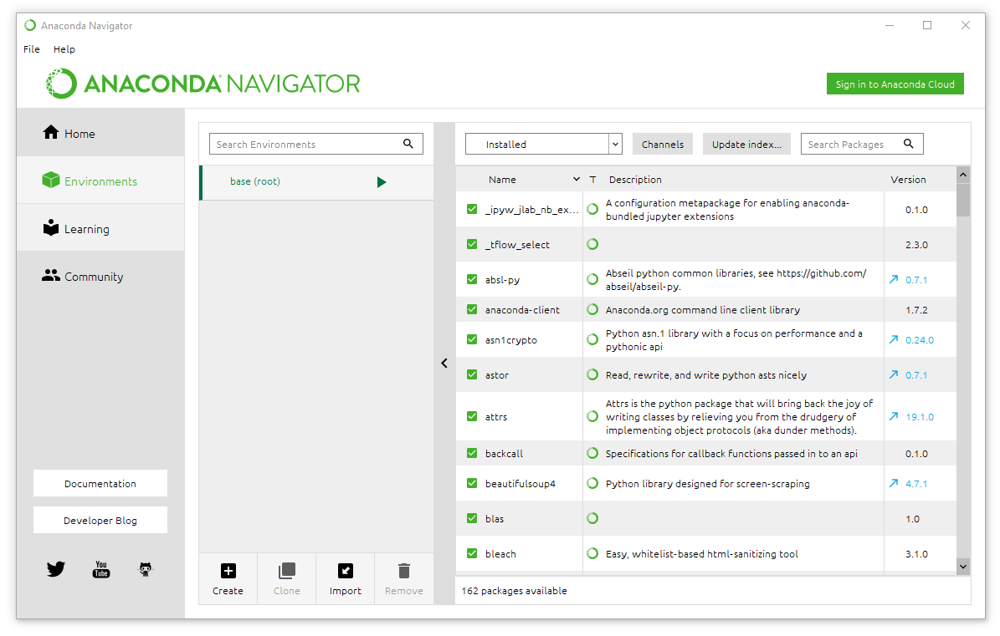 Anaconda Navigator
File Help
ANACONDA NAVIGATOR
Sign in to Anaconda Cloud
Home
Environments
Learning
Community
Documentation
Developer Blog
You
Tube
Search Environments
base (root)
Create
Clone
Import
Remove
Installed
Channels
Update index...
Search Packages
Name T Description Version
_ipyw_jlab_nb_ex... A configuration metapackage for enabling anaconda-
bundled jupyter extensions 0.1.0
_tflow_select 2.3.0
absl-py Abseil python common libraries, see https://github.com/
abseil/abseil-py. 0.7.1
anaconda-client Anaconda.org command line client library 1.7.2
asn1crypto Python asn.1 library with a focus on performance and a
pythonic api 0.24.0
astor Read, rewrite, and write python asts nicely 0.7.1
attrs Attrs is the python package that will bring back the joy of
writing classes by relieving you from the drudgery of
implementing object protocols (aka dunder methods). 19.1.0
backcall Specifications for callback functions passed in to an api 0.1.0
beautifulsoup4 Python library designed for screen-scraping 4.7.1
blas 1.0
bleach Easy, whitelist-based html-sanitizing tool 3.1.0
162 packages available